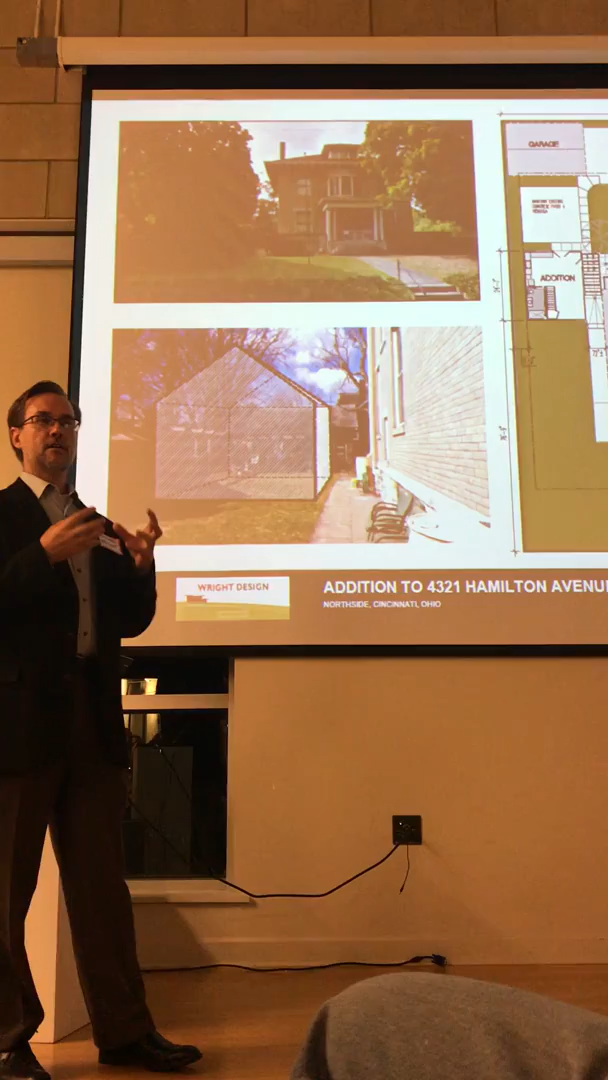 GARAGE
ADDITION
WRIGHT DESIGN
ADDITION TO 4321 HAMILTON AVENU
NORTHSIDE, CINCINNATI, OHIO